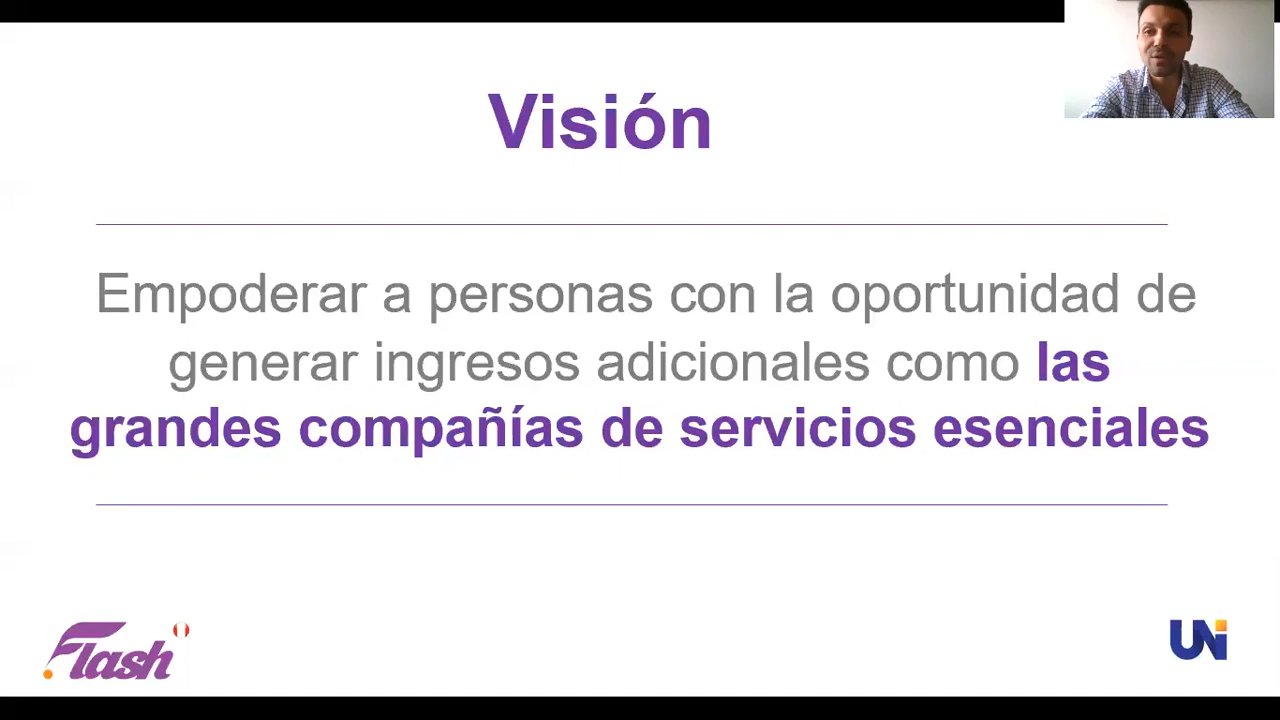 Visión
Empoderar a personas con la oportunidad de
generar ingresos adicionales como las
grandes compañías de servicios esenciales
Flash
UNi